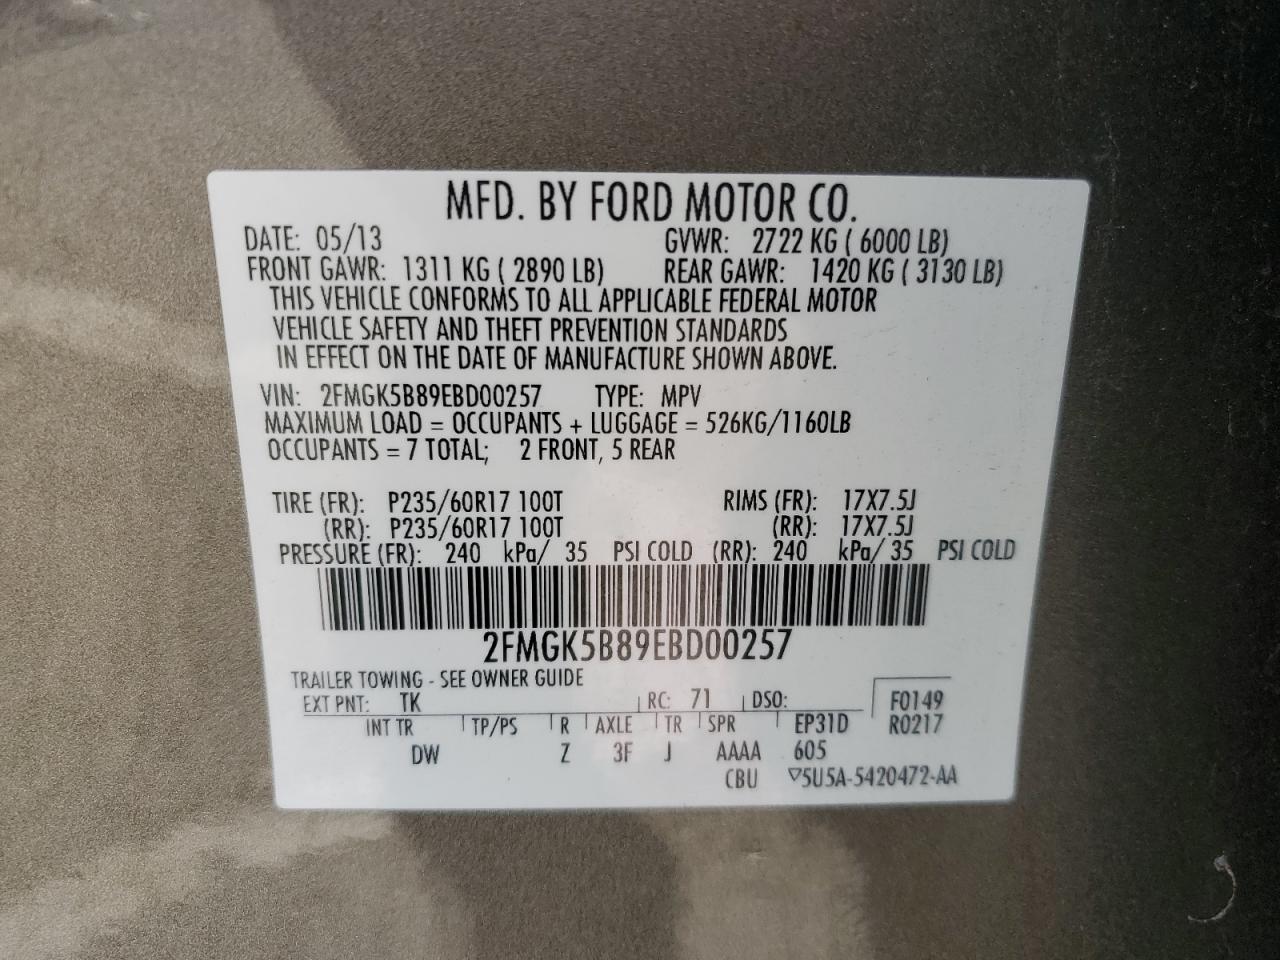 MFD. BY FORD MOTOR CO.
DATE: 05/13 GVWR: 2722 KG ( 6000 LB)
FRONT GAWR: 1311 KG ( 2890 LB) REAR GAWR: 1420 KG ( 3130 LB)
THIS VEHICLE CONFORMS TO ALL APPLICABLE FEDERAL MOTOR
VEHICLE SAFETY AND THEFT PREVENTION STANDARDS
IN EFFECT ON THE DATE OF MANUFACTURE SHOWN ABOVE.
VIN: 2FMGK5B89EBD00257 TYPE: MPV
MAXIMUM LOAD = OCCUPANTS + LUGGAGE = 526KG/1160LB
OCCUPANTS = 7 TOTAL; 2 FRONT, 5 REAR
TIRE (FR): P235/60R17 100T RIMS (FR): 17X7.5J
(RR): P235/60R17 100T (RR): 17X7.5J
PRESSURE (FR): 240 kPa/ 35 PSI COLD (RR): 240 kPa/ 35 PSI COLD
2FMGK5B89EBD00257
TRAILER TOWING - SEE OWNER GUIDE
EXT PNT: TK RC: 71 DSO: F0149
INT TR TP/PS R AXLE TR SPR EP31D R0217
DW Z 3F J AAAA 605
CBU ▽5U5A-5420472-AA